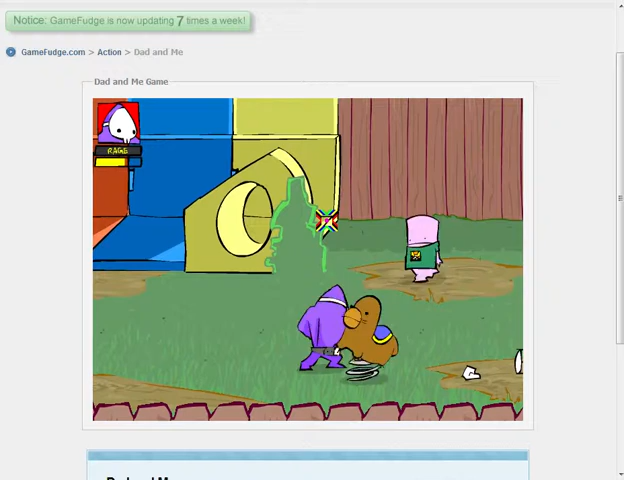 Notice: GameFudge is now updating 7 times a week!
GameFudge.com > Action > Dad and Me
Dad and Me Game
RAGE